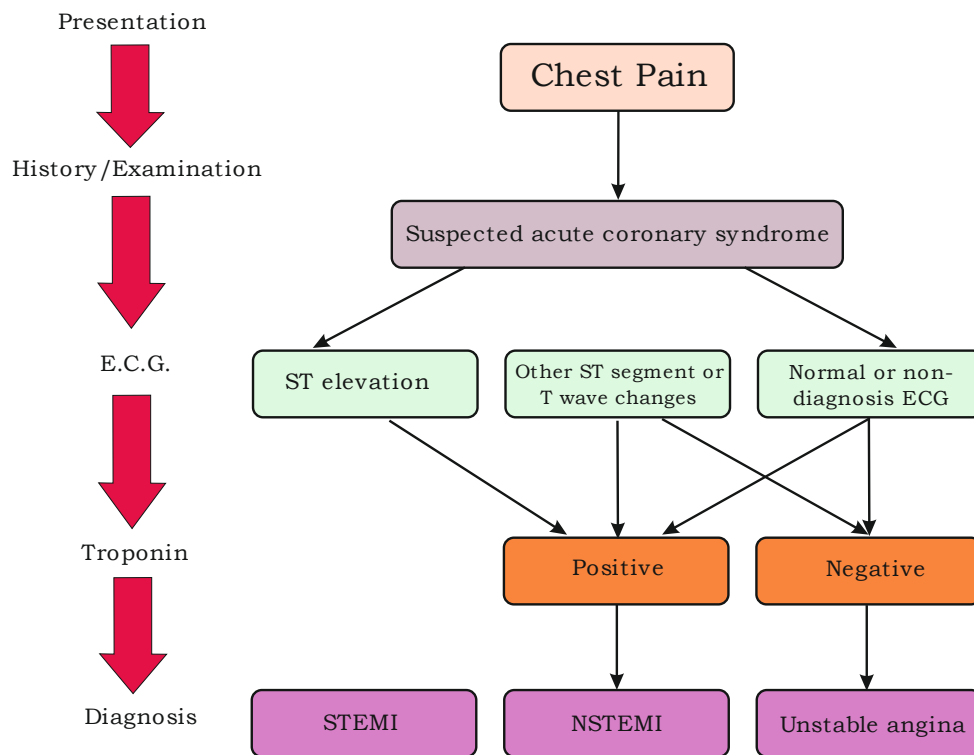 Presentation
Chest Pain
History/Examination
Suspected acute coronary syndrome
E.C.G.
ST elevation
Other ST segment or
T wave changes
Normal or non-
diagnosis ECG
Troponin
Positive
Negative
Diagnosis
STEMI
NSTEMI
Unstable angina